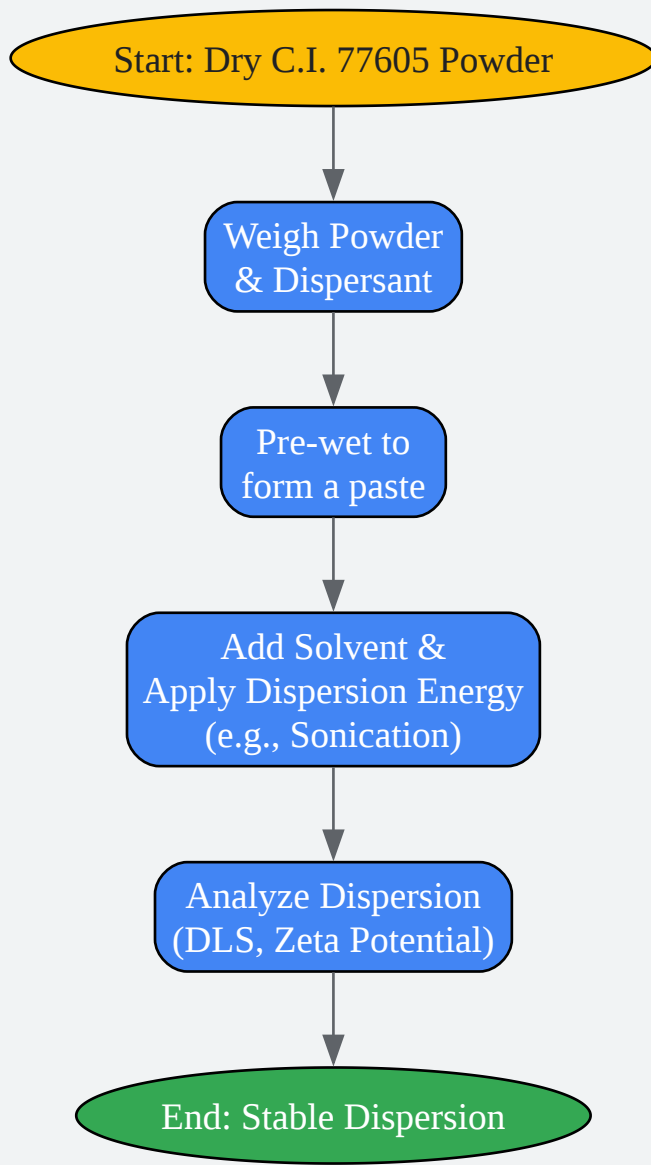 Start: Dry C.I. 77605 Powder
Weigh Powder
& Dispersant
Pre-wet to
form a paste
Add Solvent &
Apply Dispersion Energy
(e.g., Sonication)
Analyze Dispersion
(DLS, Zeta Potential)
End: Stable Dispersion